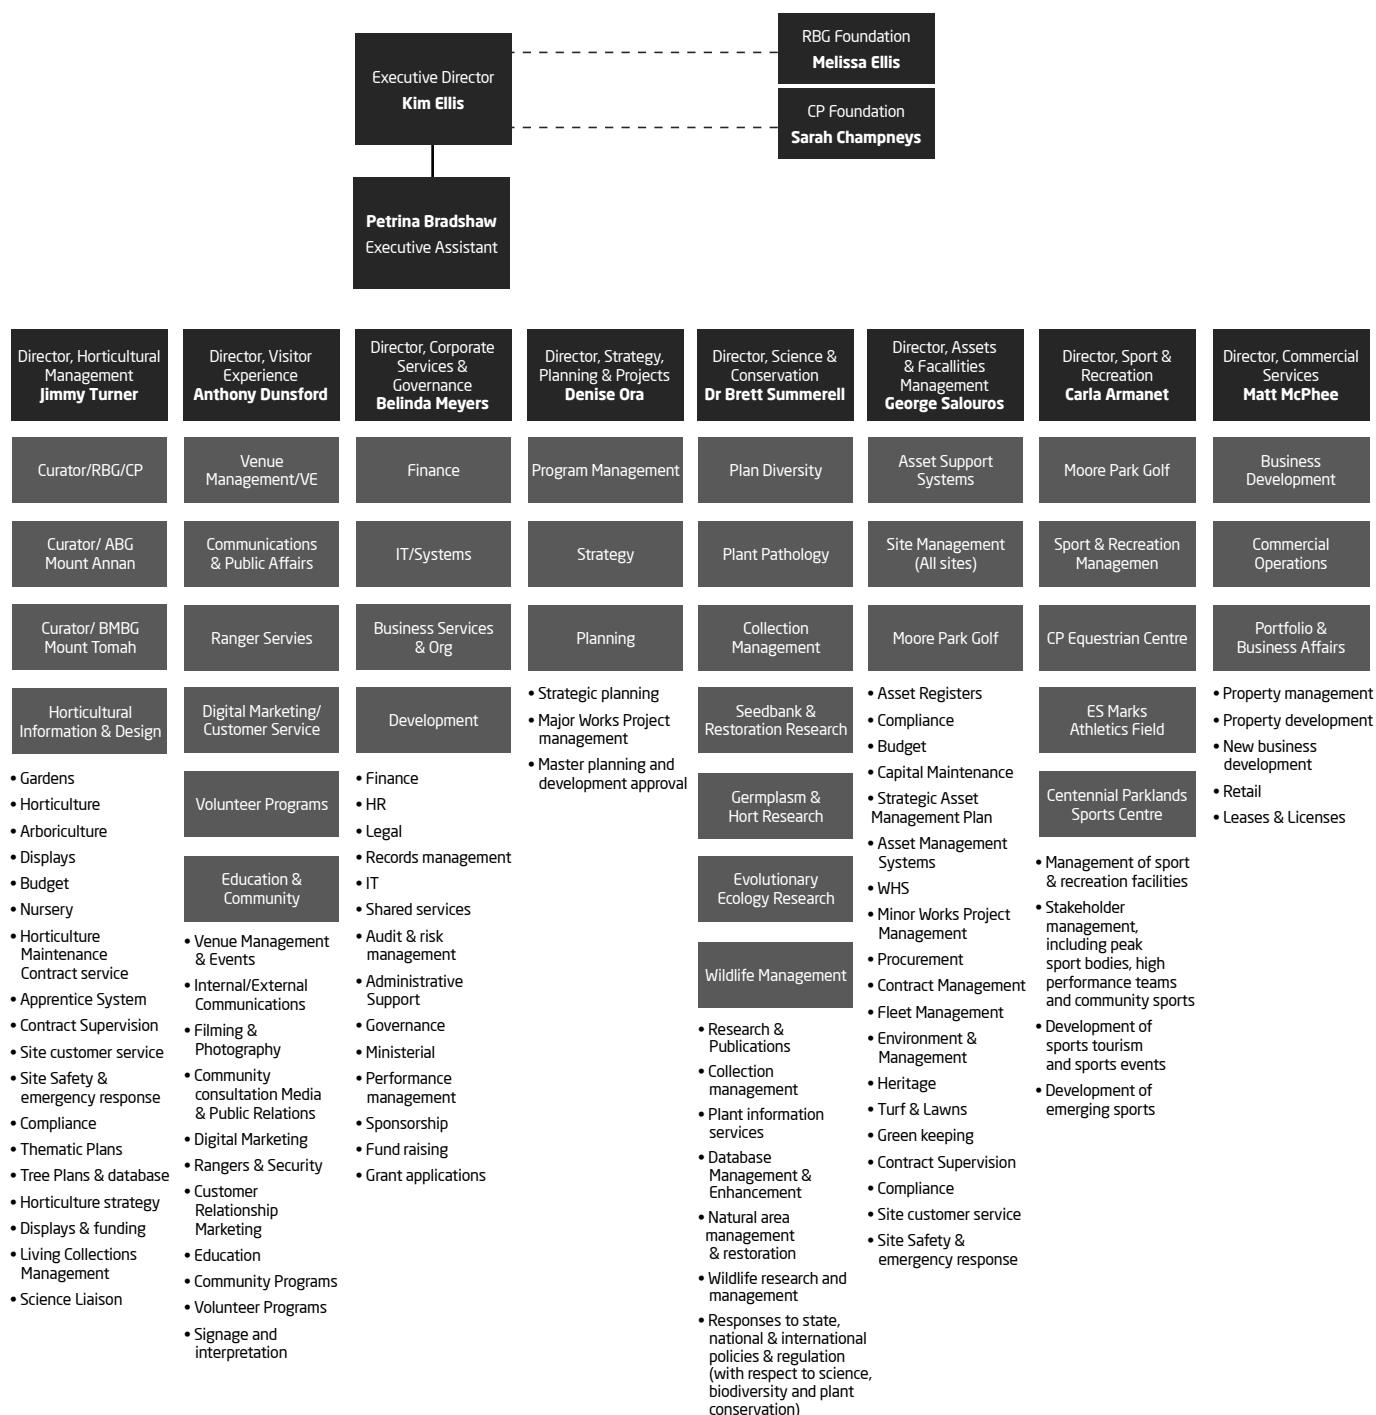 RBG Foundation
Melissa Ellis
Executive Director
Kim Ellis
CP Foundation
Sarah Champneys
Petrina Bradshaw
Executive Assistant
Director, Horticultural
Management
Jimmy Turner
Curator/RBG/CP
Curator/ ABG
Mount Annan
Curator/ BMBG
Mount Tomah
Horticultural
Information & Design
• Gardens
• Horticulture
• Arboriculture
• Displays
• Budget
• Nursery
• Horticulture
Maintenance
Contract service
• Apprentice System
• Contract Supervision
• Site customer service
• Site Safety &
emergency response
• Compliance
• Thematic Plans
• Tree Plans & database
• Horticulture strategy
• Displays & funding
• Living Collections
Management
• Science Liaison
Director, Visitor
Experience
Anthony Dunsford
Venue
Management/VE
Communications
& Public Affairs
Ranger Servies
Digital Marketing/
Customer Service
Volunteer Programs
Education &
Community
• Venue Management
& Events
• Internal/External
Communications
• Filming &
Photography
• Community
consultation Media
& Public Relations
• Digital Marketing
• Rangers & Security
• Customer
Relationship
Marketing
• Education
• Community Programs
• Volunteer Programs
• Signage and
interpretation
Director, Corporate
Services &
Governance
Belinda Meyers
Finance
IT/Systems
Business Services
& Org
Development
• Finance
• HR
• Legal
• Records management
• IT
• Shared services
• Audit & risk
management
• Administrative
Support
• Governance
• Ministerial
• Performance
management
• Sponsorship
• Fund raising
• Grant applications
Director, Strategy,
Planning & Projects
Denise Ora
Program Management
Strategy
Planning
• Strategic planning
• Major Works Project
management
• Master planning and
development approval
Director, Science &
Conservation
Dr Brett Summerell
Plan Diversity
Plant Pathology
Collection
Management
Seedbank &
Restoration Research
Germplasm &
Hort Research
Evolutionary
Ecology Research
Wildlife Management
• Research &
Publications
• Collection
management
• Plant information
services
• Database
Management &
Enhancement
• Natural area
management
& restoration
• Wildlife research and
management
• Responses to state,
national & international
policies & regulation
(with respect to science,
biodiversity and plant
conservation)
Director, Assets
& Facallities
Management
George Salouros
Asset Support
Systems
Site Management
(All sites)
Moore Park Golf
• Asset Registers
• Compliance
• Budget
• Capital Maintenance
• Strategic Asset
Management Plan
• Asset Management
Systems
• WHS
• Minor Works Project
Management
• Procurement
• Contract Management
• Fleet Management
• Environment &
Management
• Heritage
• Turf & Lawns
• Green keeping
• Contract Supervision
• Compliance
• Site customer service
• Site Safety &
emergency response
Director, Sport &
Recreation
Carla Armanet
Moore Park Golf
Sport & Recreation
Managemen
CP Equestrian Centre
ES Marks
Athletics Field
Centennial Parklands
Sports Centre
• Management of sport
& recreation facilities
• Stakeholder
management,
including peak
sport bodies, high
performance teams
and community sports
• Development of
sports tourism
and sports events
• Development of
emerging sports
Director, Commercial
Services
Matt McPhee
Business
Development
Commercial
Operations
Portfolio &
Business Affairs
• Property management
• Property development
• New business
development
• Retail
• Leases & Licenses